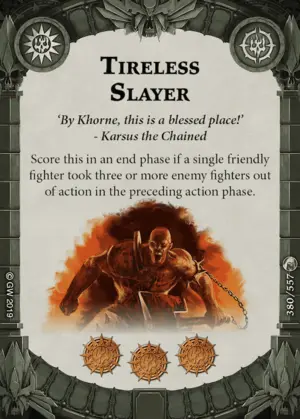 TIRELESS
SLAYER
‘By Khorne, this is a blessed place!’
- Karsus the Chained
Score this in an end phase if a single friendly
fighter took three or more enemy fighters out
of action in the preceding action phase.
© GW 2019
380/557